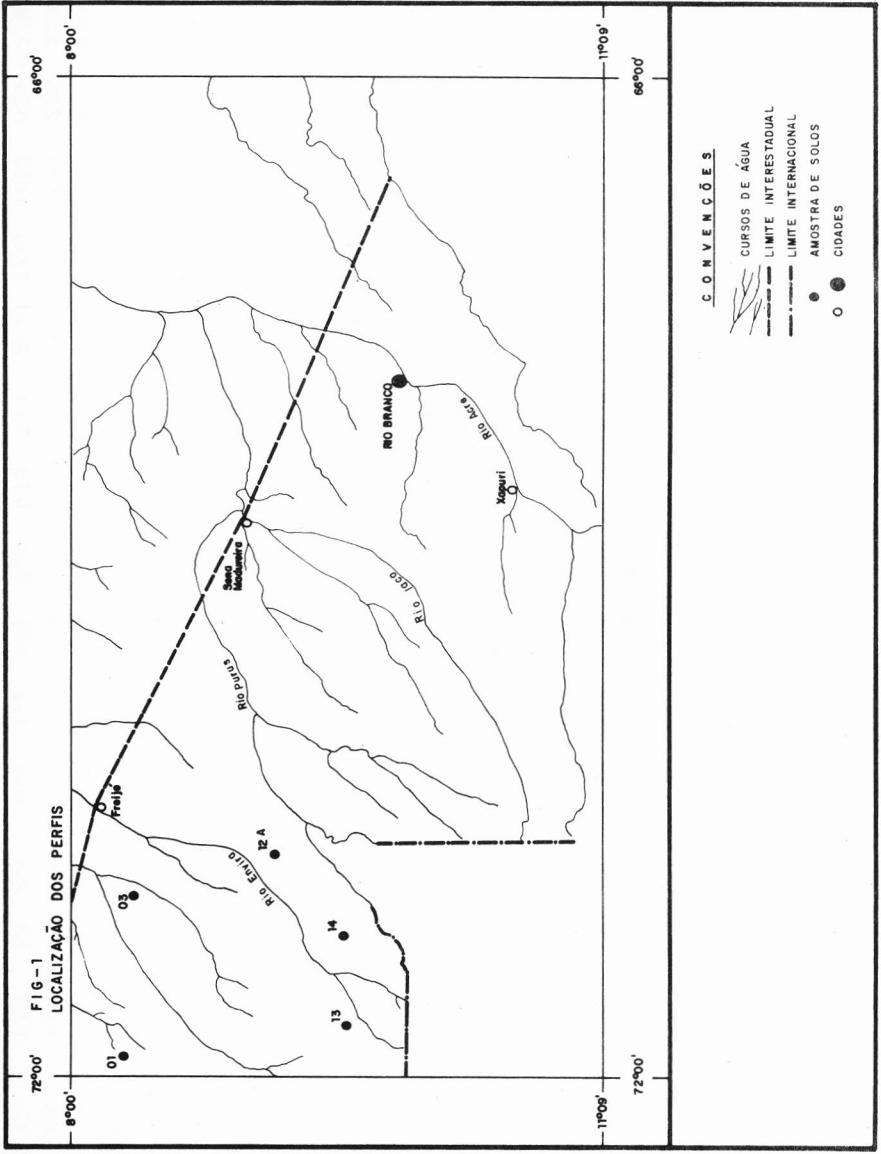 FIG-1
LOCALIZAÇÃO DOS PERFIS
72°00'
66°00'
8°00'
8°00'
01
03
Freijé
12 A
Rio Envira
13
14
Rio Purus
Sena
Madureira
Rio Iaco
RIO BRANCO
Rio Acre
Xapuri
11°09'
11°09'
72°00'
66°00'
CONVENÇÕES
CURSOS DE ÁGUA
LIMITE INTERESTADUAL
LIMITE INTERNACIONAL
AMOSTRA DE SOLOS
CIDADES